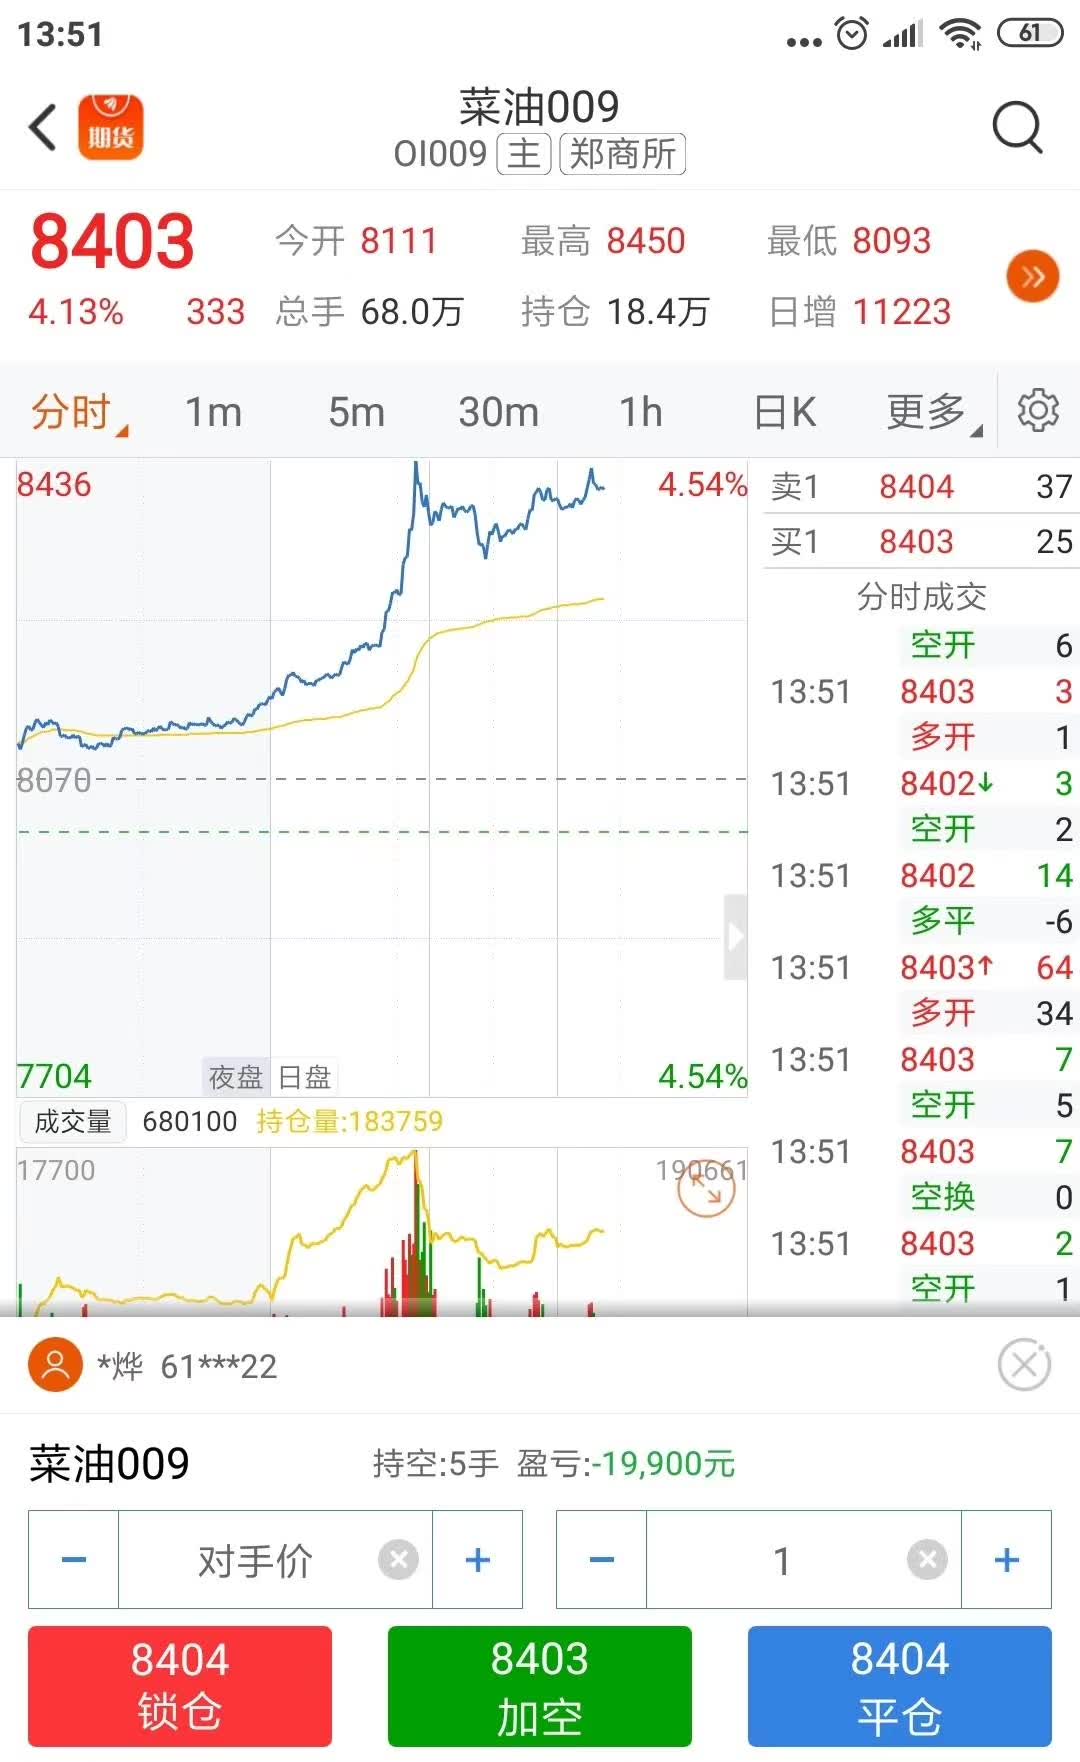 13:51
61
期货
菜油009
OI009 主 郑商所
8403 今开 8111 最高 8450 最低 8093
4.13% 333 总手 68.0万 持仓 18.4万 日增 11223
分时 1m 5m 30m 1h 日K 更多
8436 4.54%
8070
7704 夜盘 日盘 4.54%
成交量 680100 持仓量:183759
17700 190661
卖1 8404 37
买1 8403 25
分时成交
空开 6
13:51 8403 3
多开 1
13:51 8402↓ 3
空开 2
13:51 8402 14
多平 -6
13:51 8403↑ 64
多开 34
13:51 8403 7
空开 5
13:51 8403 7
空换 0
13:51 8403 2
空开 1
*烨 61***22
菜油009 持空:5手 盈亏:-19,900元
− 对手价 + − 1 +
8404 8403 8404
锁仓 加空 平仓